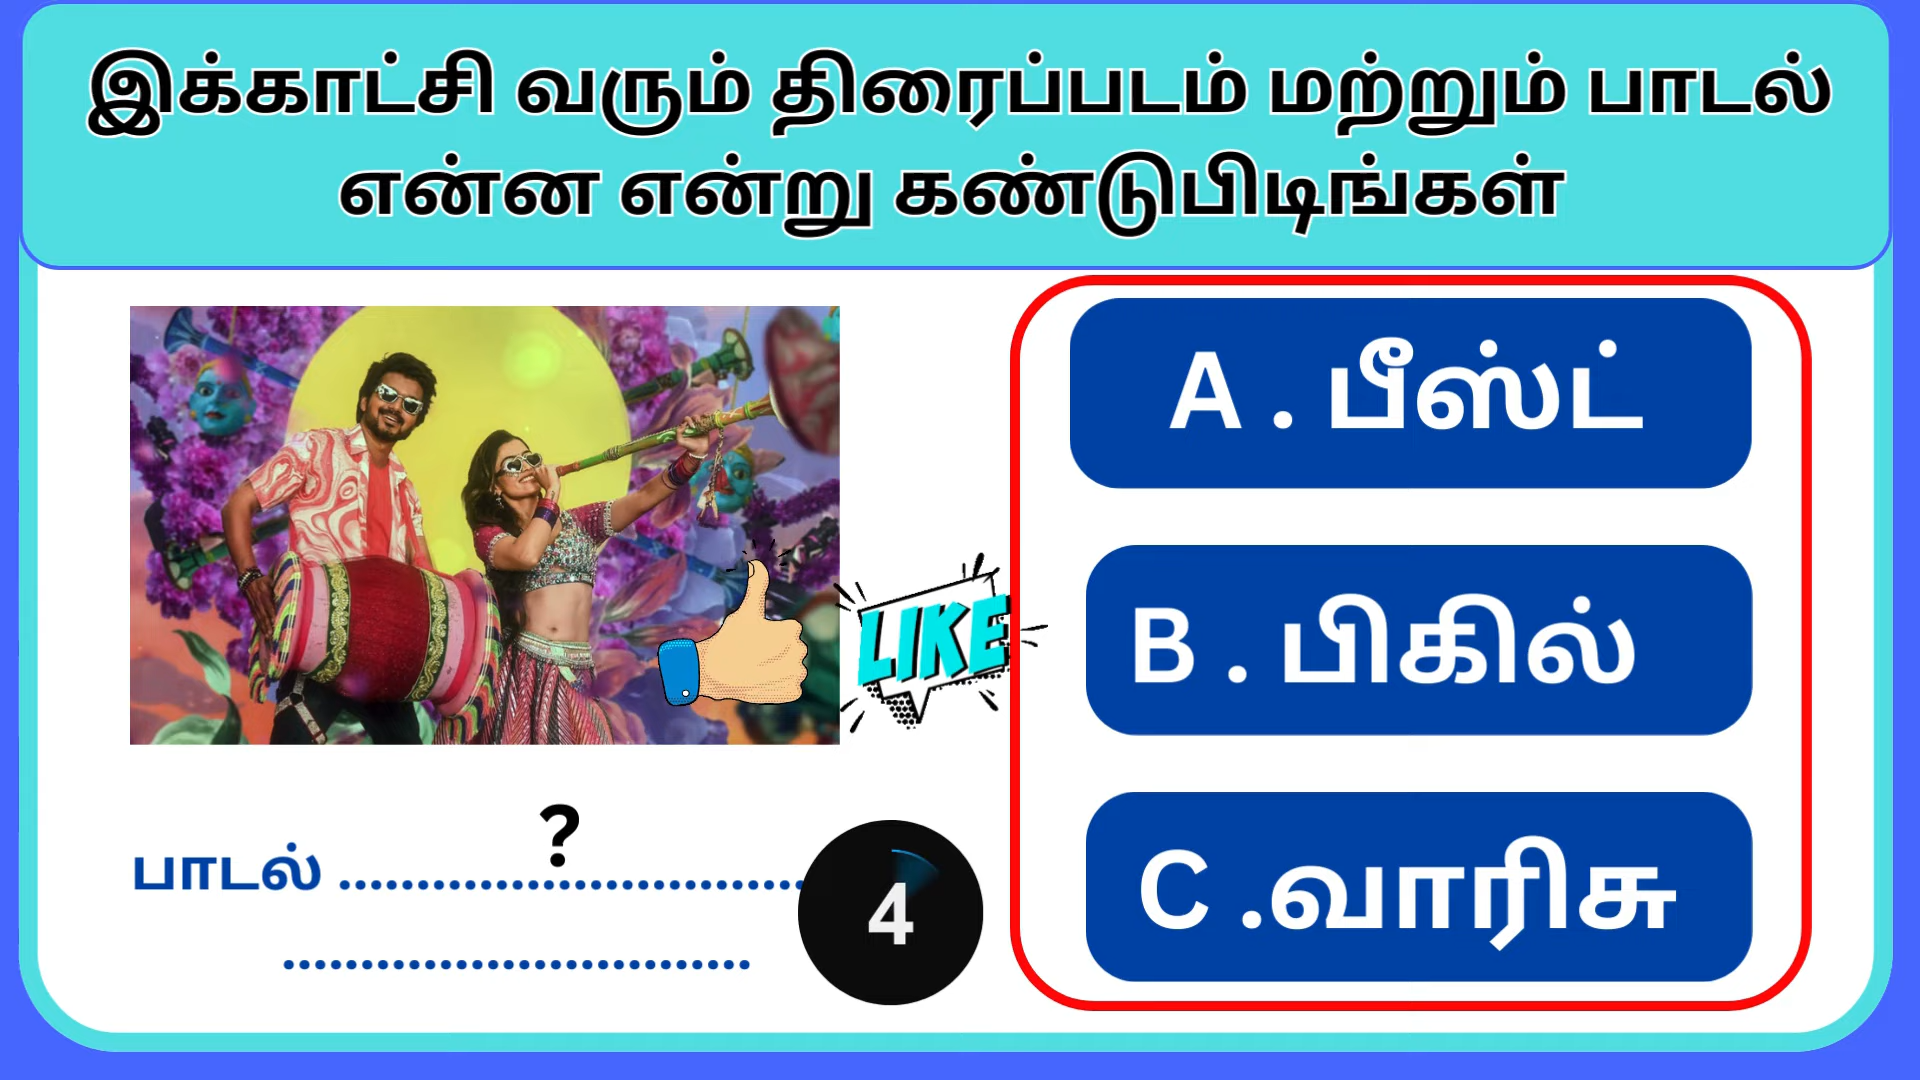 இக்காட்சி வரும் திரைப்படம் மற்றும் பாடல்
என்ன என்று கண்டுபிடிங்கள்
A . பீஸ்ட்
B . பிகில்
LIKE
C .வாரிசு
?
பாடல் ..............................
4
..............................